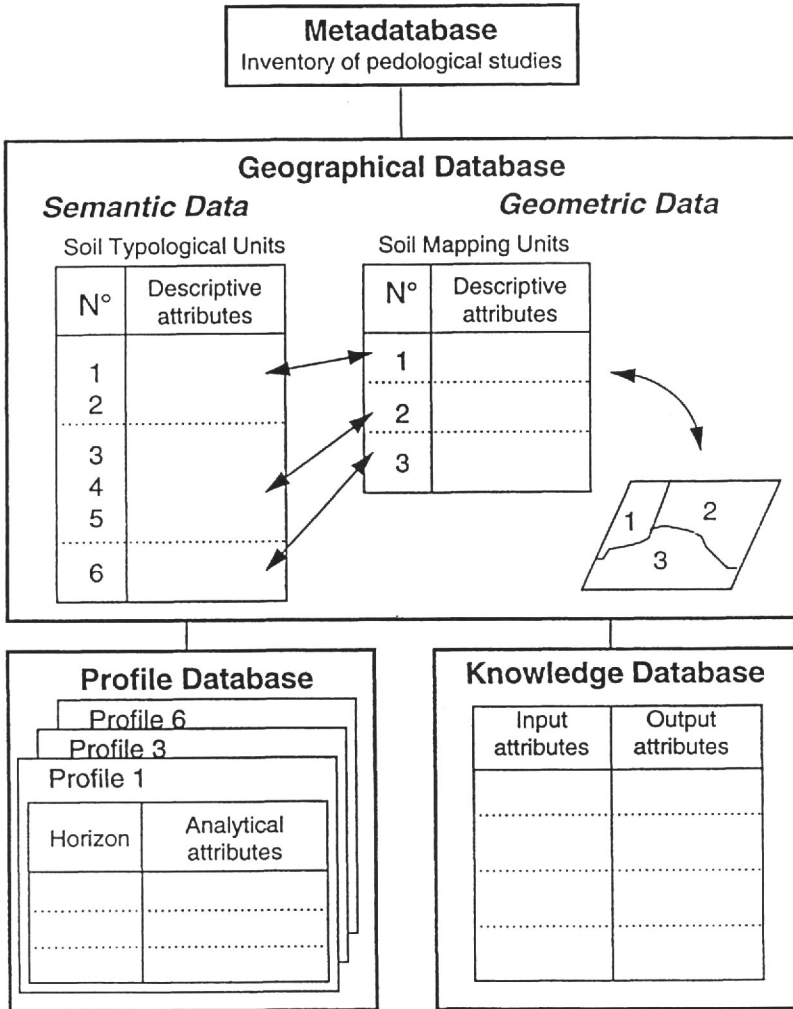 Metadatabase
Inventory of pedological studies
Geographical Database
Semantic Data
Geometric Data
Soil Typological Units
Soil Mapping Units
N°
Descriptive
attributes
N°
Descriptive
attributes
1
2
3
4
5
6
1
2
3
1
2
3
Profile Database
Profile 6
Profile 3
Profile 1
Horizon
Analytical
attributes
Knowledge Database
Input
attributes
Output
attributes